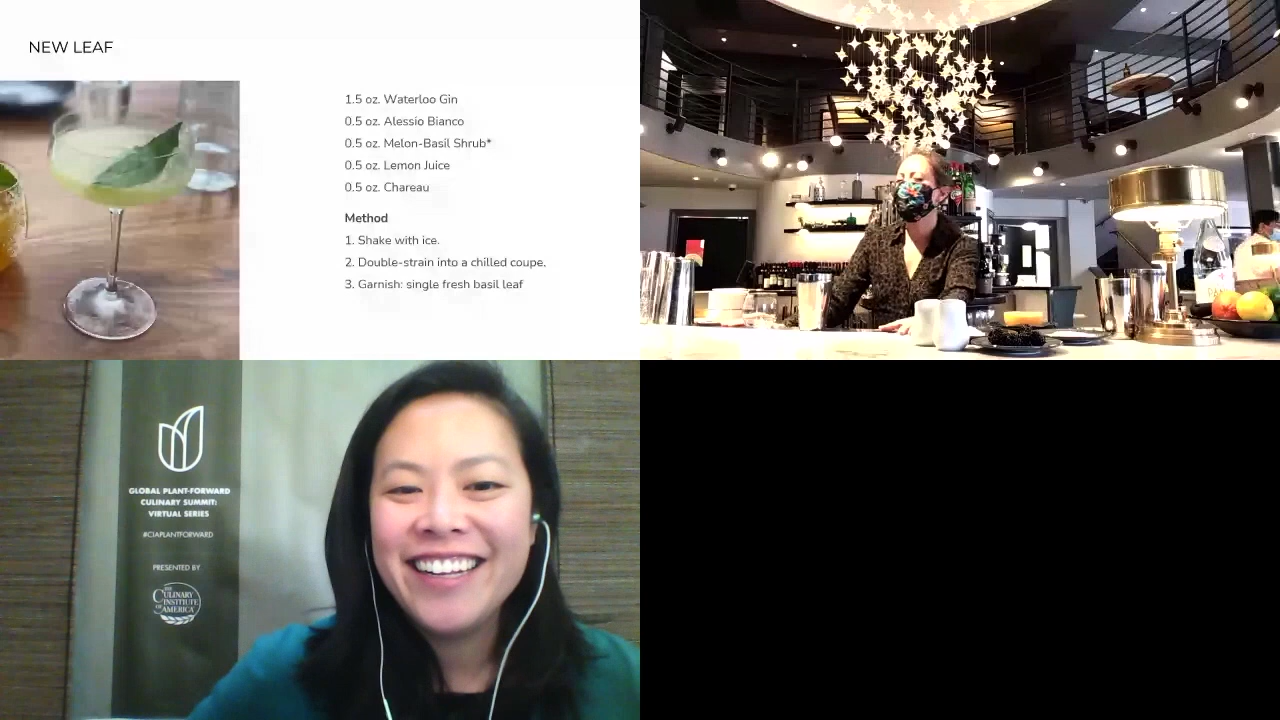 NEW LEAF
1.5 oz. Waterloo Gin
0.5 oz. Alessio Bianco
0.5 oz. Melon-Basil Shrub*
0.5 oz. Lemon Juice
0.5 oz. Chareau
Method
1. Shake with ice.
2. Double-strain into a chilled coupe.
3. Garnish: single fresh basil leaf
GLOBAL PLANT-FORWARD
CULINARY SUMMIT:
VIRTUAL SERIES
#CIAPLANTFORWARD
PRESENTED BY
THE
CULINARY
INSTITUTE
OF AMERICA